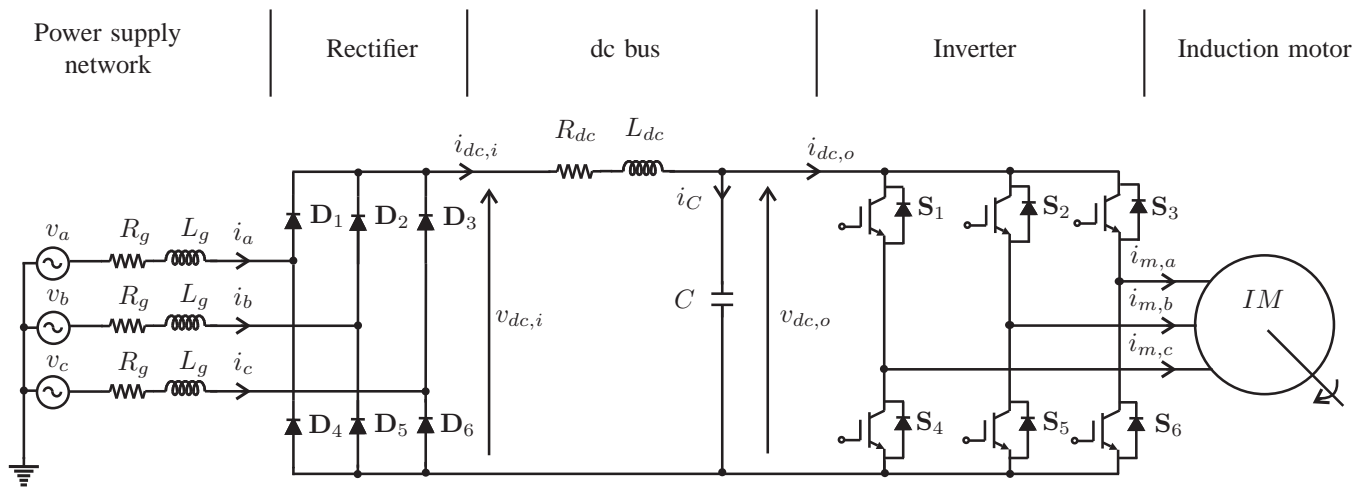 Power supply network
Rectifier
dc bus
Inverter
Induction motor
i_{dc,i}
R_{dc}
L_{dc}
i_{dc,o}
i_C
D_1
D_2
D_3
S_1
S_2
S_3
v_a
R_g
L_g
i_a
v_b
R_g
L_g
i_b
v_c
R_g
L_g
i_c
v_{dc,i}
C
v_{dc,o}
i_{m,a}
i_{m,b}
i_{m,c}
IM
D_4
D_5
D_6
S_4
S_5
S_6